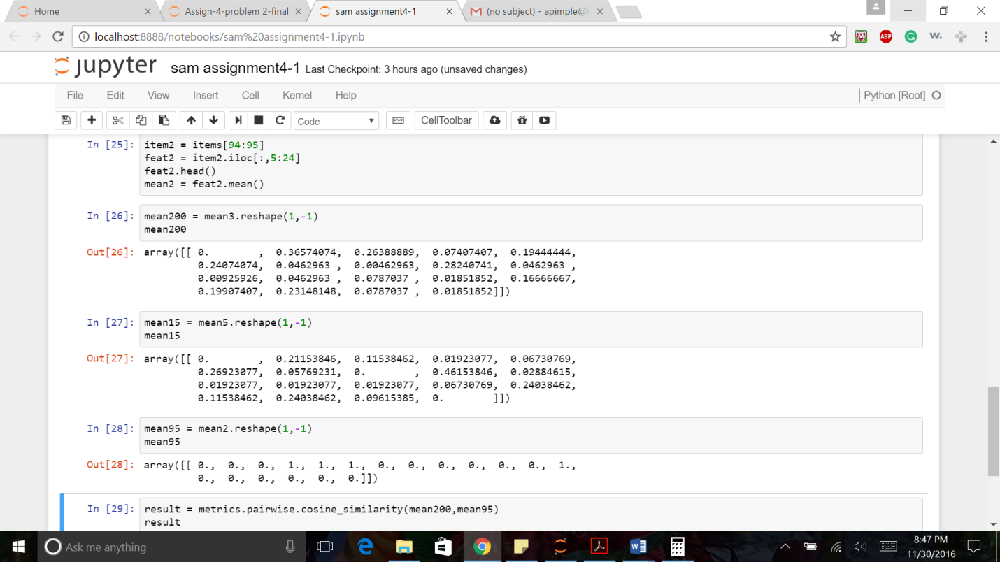 Home
Assign-4-problem 2-final
sam assignment4-1
(no subject) - apimple@
localhost:8888/notebooks/sam%20assignment4-1.ipynb
ABP
G
w.
jupyter sam assignment4-1 Last Checkpoint: 3 hours ago (unsaved changes)
File Edit View Insert Cell Kernel Help
Python [Root]
Code
CellToolbar
In [25]: item2 = items[94:95]
feat2 = item2.iloc[:,5:24]
feat2.head()
mean2 = feat2.mean()
In [26]: mean200 = mean3.reshape(1,-1)
mean200
Out[26]: array([[ 0.        ,  0.36574074,  0.26388889,  0.07407407,  0.19444444,
0.24074074,  0.0462963 ,  0.00462963,  0.28240741,  0.0462963 ,
0.00925926,  0.0462963 ,  0.0787037 ,  0.01851852,  0.16666667,
0.19907407,  0.23148148,  0.0787037 ,  0.01851852]])
In [27]: mean15 = mean5.reshape(1,-1)
mean15
Out[27]: array([[ 0.        ,  0.21153846,  0.11538462,  0.01923077,  0.06730769,
0.26923077,  0.05769231,  0.        ,  0.46153846,  0.02884615,
0.01923077,  0.01923077,  0.01923077,  0.06730769,  0.24038462,
0.11538462,  0.24038462,  0.09615385,  0.        ]])
In [28]: mean95 = mean2.reshape(1,-1)
mean95
Out[28]: array([[ 0.,  0.,  0.,  1.,  1.,  1.,  0.,  0.,  0.,  0.,  0.,  0.,  1.,
0.,  0.,  0.,  0.,  0.,  0.]])
In [29]: result = metrics.pairwise.cosine_similarity(mean200,mean95)
result
Ask me anything
8:47 PM
11/30/2016